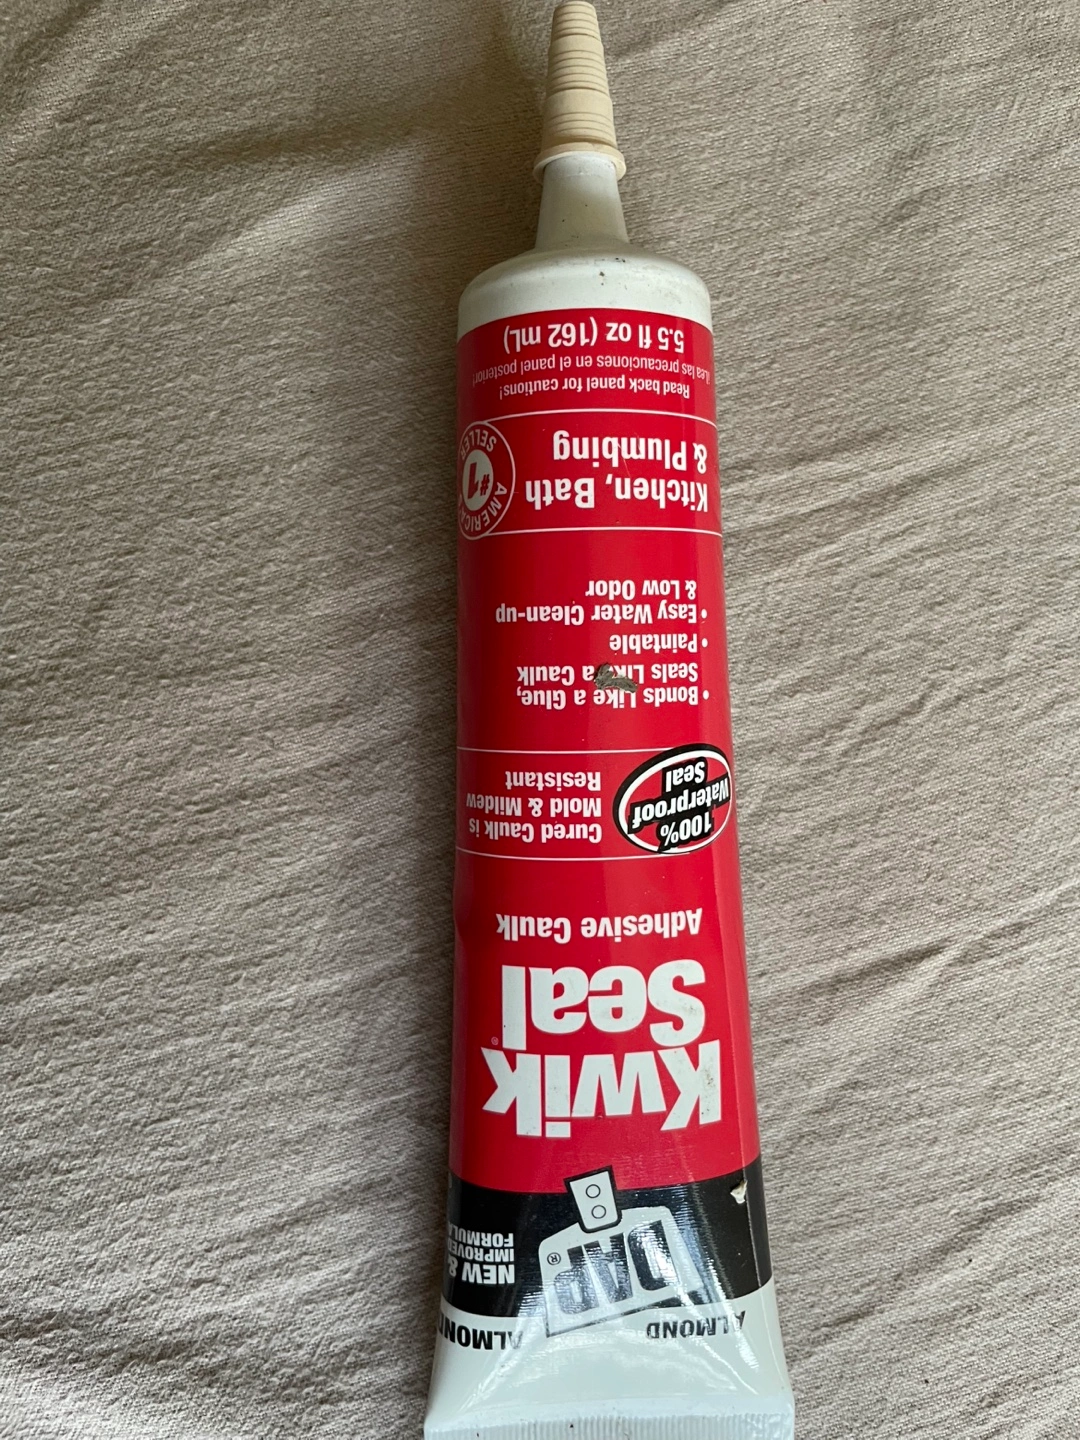 ALMOND
ALMOND
DAP®
NEW &
IMPROVED
FORMULA
Kwik
Seal®
Adhesive Caulk
100%
Waterproof
Seal
Cured Caulk is
Mold & Mildew
Resistant
• Bonds Like a Glue,
Seals Like a Caulk
• Paintable
• Easy Water Clean-up
& Low Odor
Kitchen, Bath
& Plumbing
AMERICA'S
#1
SELLER
Read back panel for cautions!
¡Lea las precauciones en el panel posterior!
5.5 fl oz (162 mL)